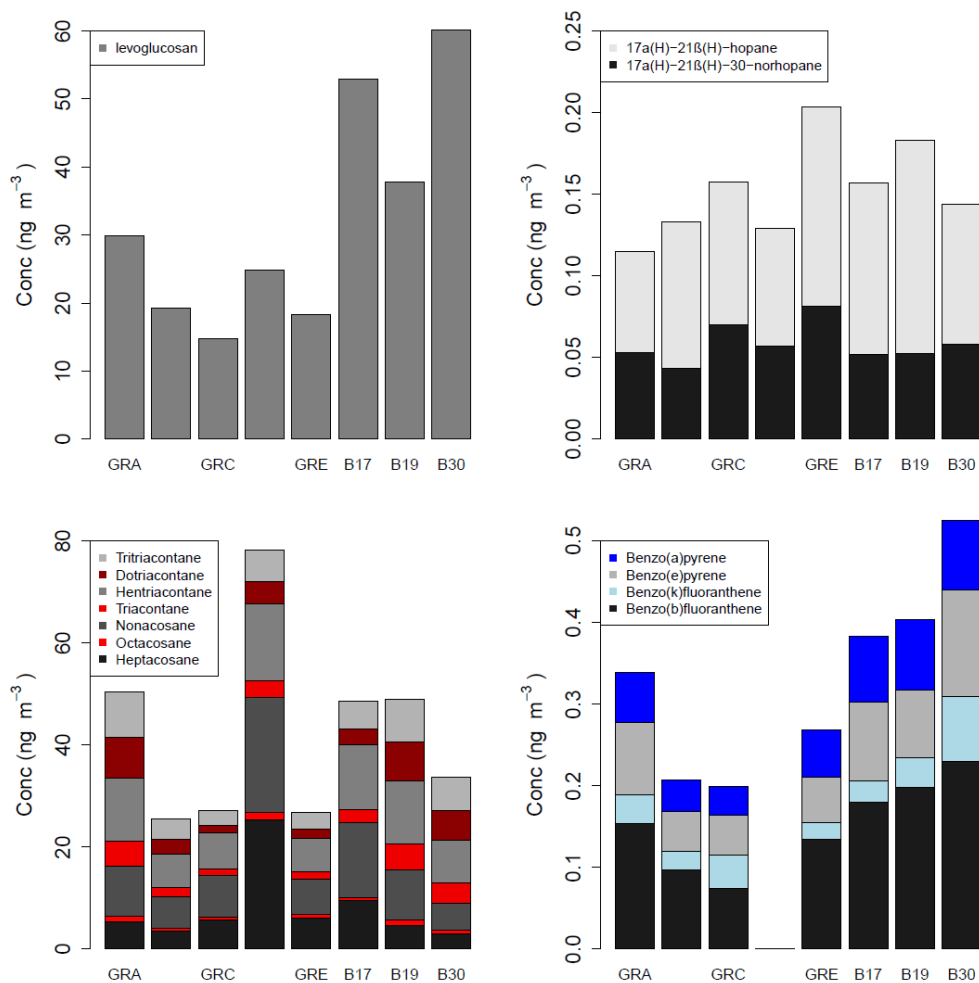 levoglucosan
Conc (ng m−3)
0 10 20 30 40 50 60
GRA GRC GRE B17 B19 B30
17a(H)−21ß(H)−hopane
17a(H)−21ß(H)−30−norhopane
Conc (ng m−3)
0.00 0.05 0.10 0.15 0.20 0.25
GRA GRC GRE B17 B19 B30
Tritriacontane
Dotriacontane
Hentriacontane
Triacontane
Nonacosane
Octacosane
Heptacosane
Conc (ng m−3)
0 20 40 60 80
GRA GRC GRE B17 B19 B30
Benzo(a)pyrene
Benzo(e)pyrene
Benzo(k)fluoranthene
Benzo(b)fluoranthene
Conc (ng m−3)
0.0 0.1 0.2 0.3 0.4 0.5
GRA GRC GRE B17 B19 B30